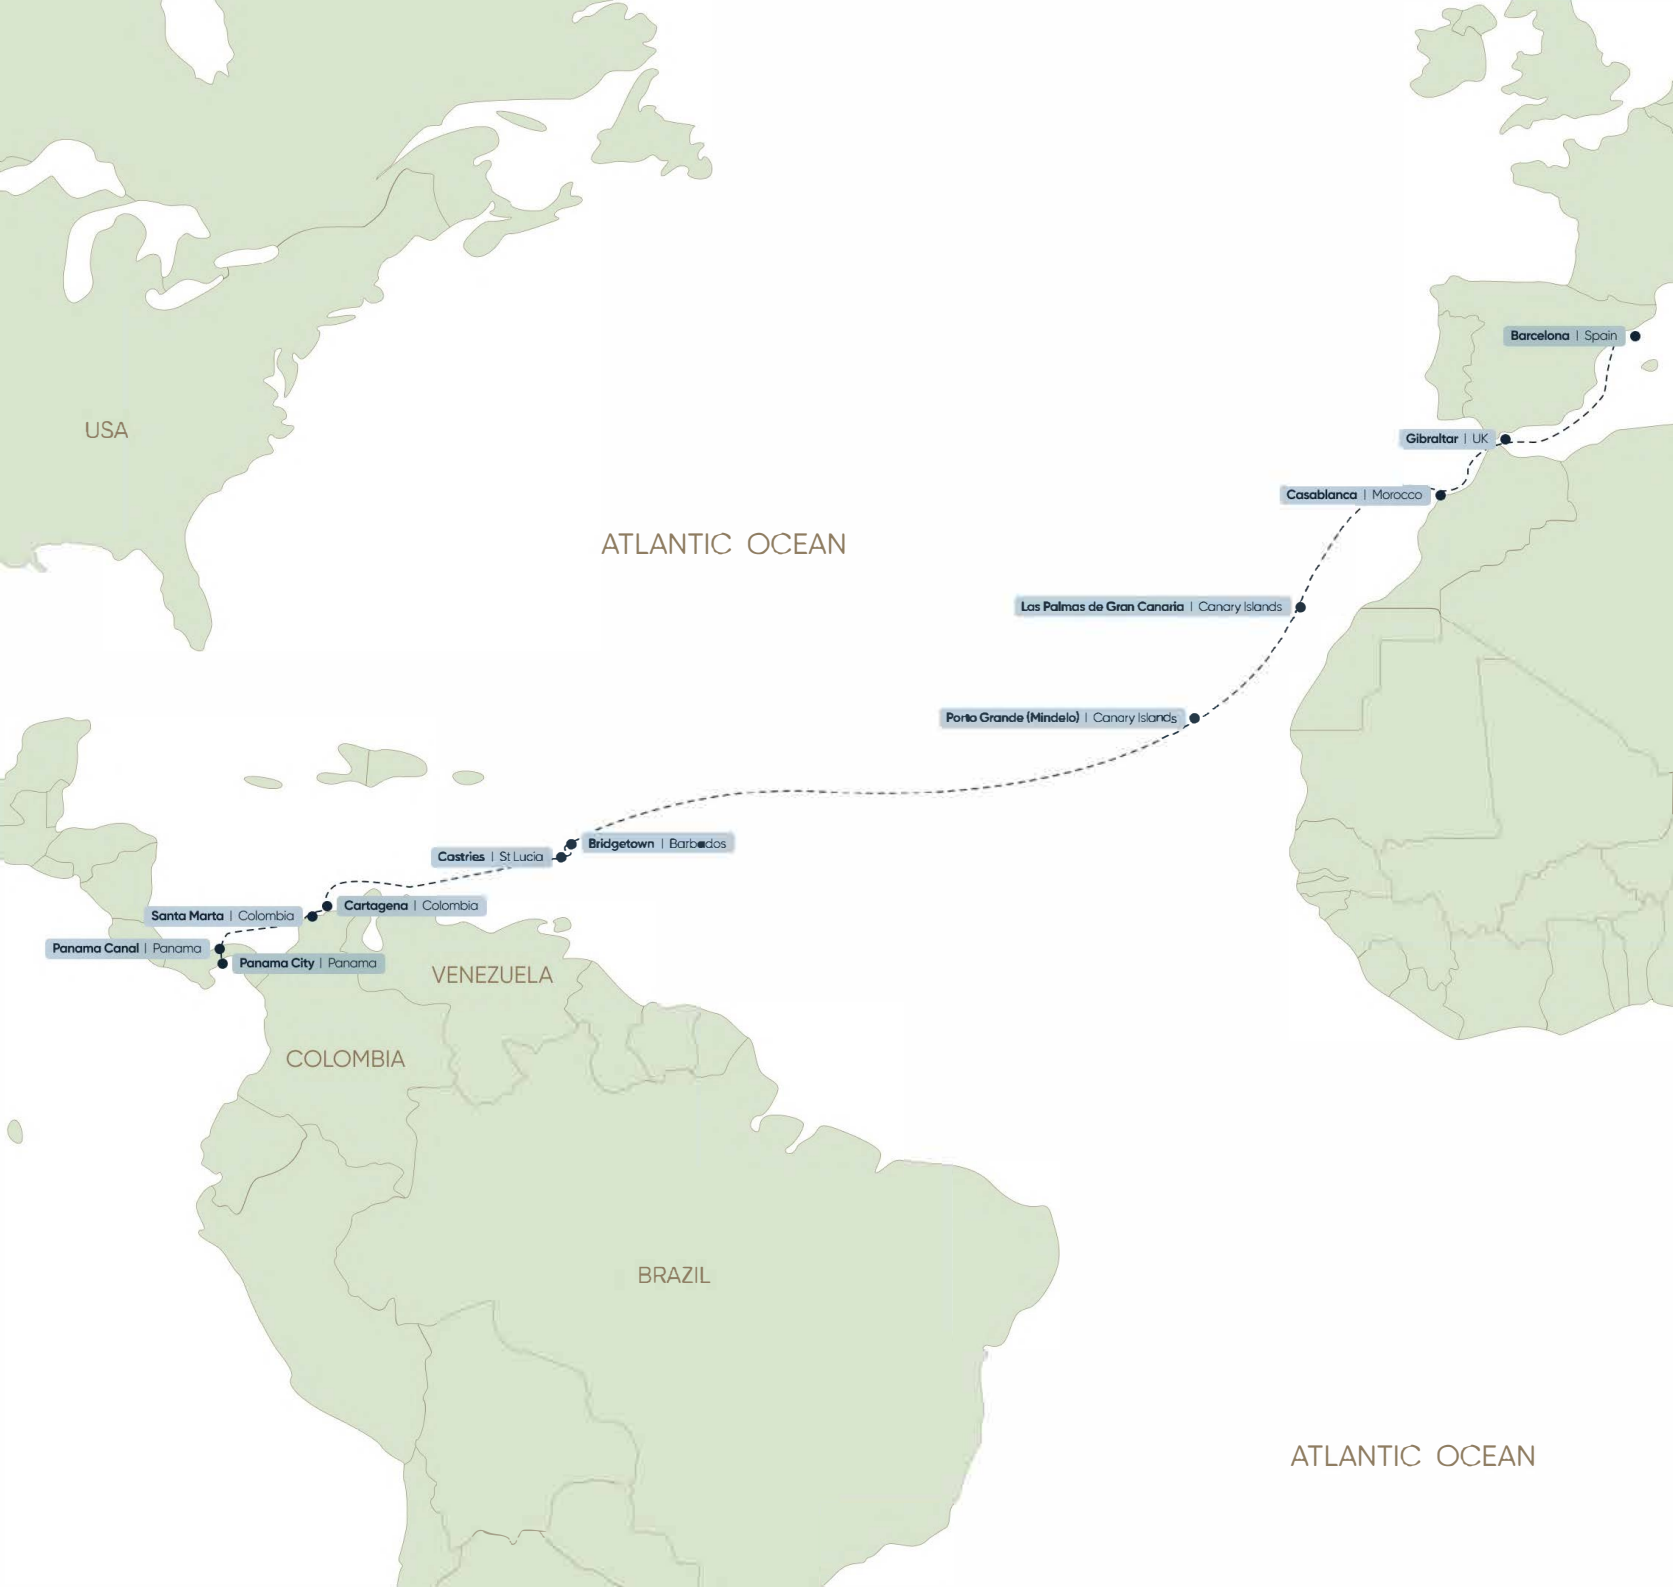 Barcelona | Spain
USA
Gibraltar | UK
Casablanca | Morocco
ATLANTIC OCEAN
Las Palmas de Gran Canaria | Canary Islands
Porto Grande (Mindelo) | Canary Islands
Bridgetown | Barbados
Castries | St Lucia
Cartagena | Colombia
Santa Marta | Colombia
Panama Canal | Panama
Panama City | Panama
VENEZUELA
COLOMBIA
BRAZIL
ATLANTIC OCEAN